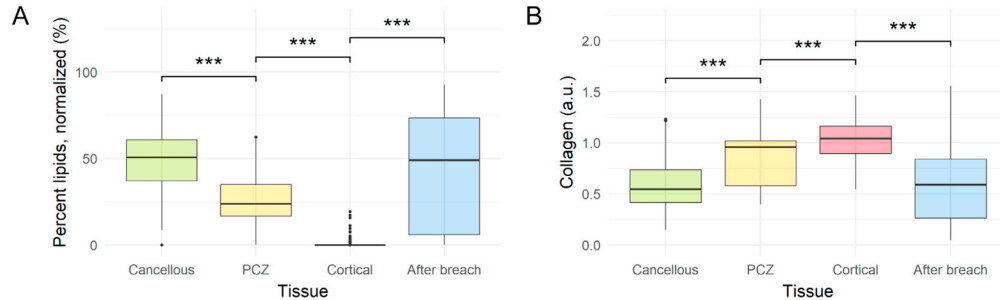 A
Percent lipids, normalized (%)
100
50
0
***
***
***
Cancellous
PCZ
Cortical
After breach
Tissue
B
Collagen (a.u.)
2.0
1.5
1.0
0.5
0.0
***
***
***
Cancellous
PCZ
Cortical
After breach
Tissue